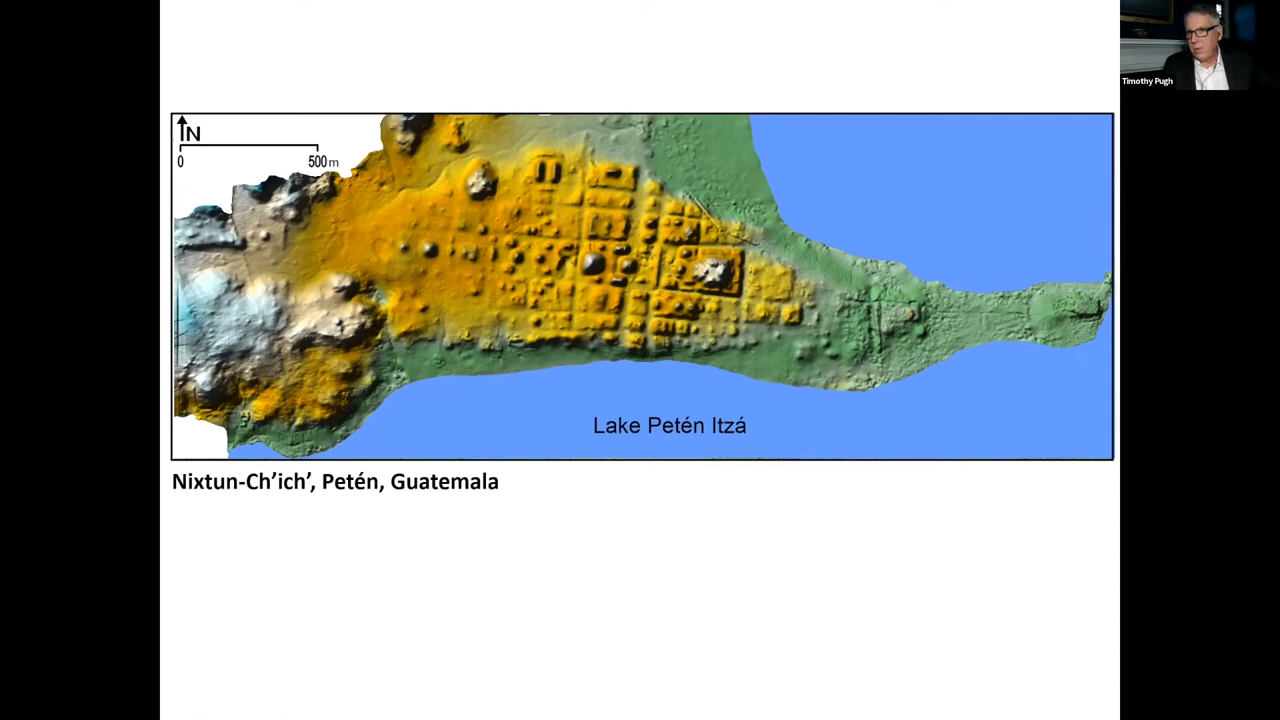 Timothy Pugh
N
0 500 m
Lake Petén Itzá
Nixtun-Ch’ich’, Petén, Guatemala